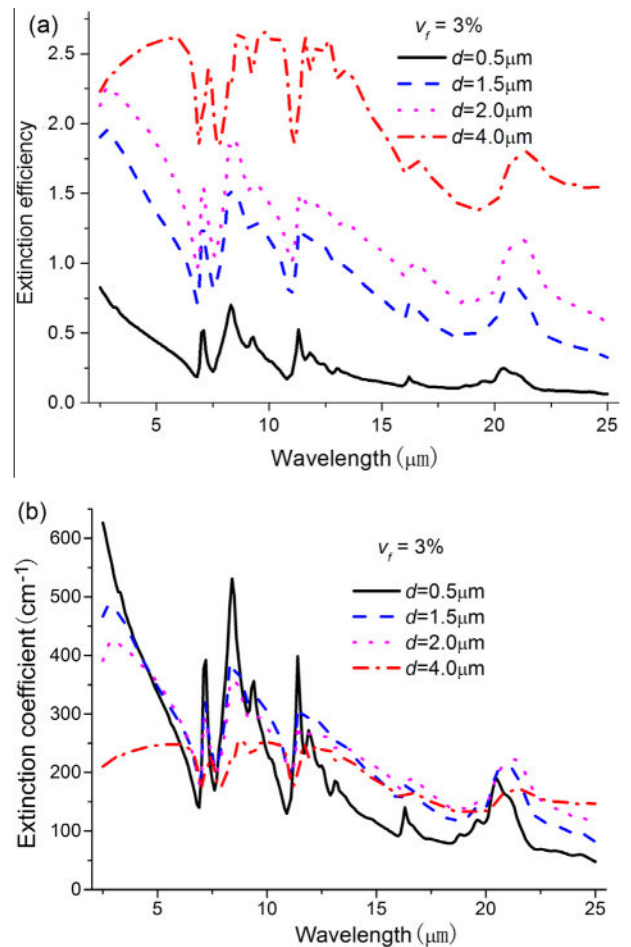 (a)
v_f = 3%
d=0.5μm
d=1.5μm
d=2.0μm
d=4.0μm
2.5
2.0
1.5
1.0
0.5
0.0
Extinction efficiency
5 10 15 20 25
Wavelength (μm)
(b)
v_f = 3%
d=0.5μm
d=1.5μm
d=2.0μm
d=4.0μm
600
500
400
300
200
100
0
Extinction coefficient (cm⁻¹)
5 10 15 20 25
Wavelength (μm)